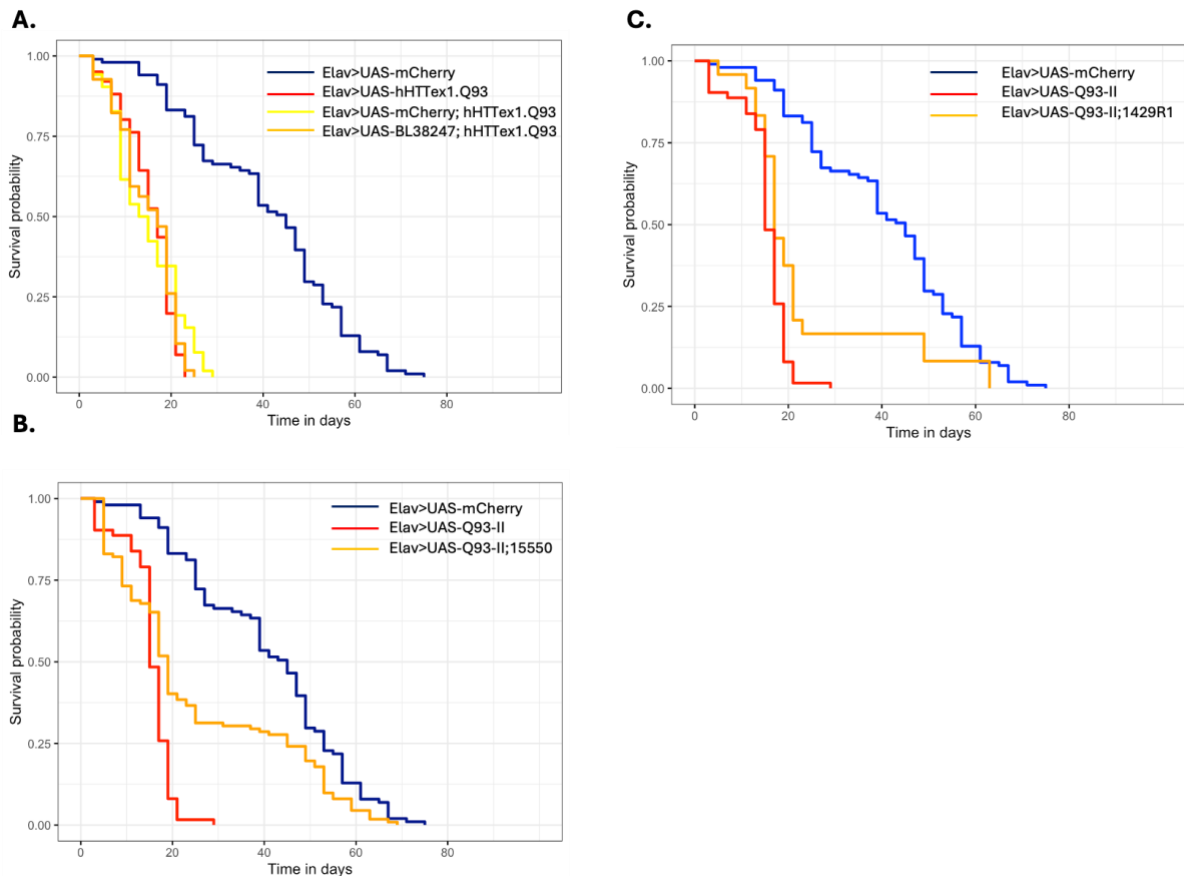 A.
1.00
0.75
0.50
0.25
0.00
Survival probability
Elav>UAS-mCherry
Elav>UAS-hHTTex1.Q93
Elav>UAS-mCherry; hHTTex1.Q93
Elav>UAS-BL38247; hHTTex1.Q93
0 20 40 60 80
Time in days
B.
1.00
0.75
0.50
0.25
0.00
Survival probability
Elav>UAS-mCherry
Elav>UAS-Q93-II
Elav>UAS-Q93-II;15550
0 20 40 60 80
Time in days
C.
1.00
0.75
0.50
0.25
0.00
Survival probability
Elav>UAS-mCherry
Elav>UAS-Q93-II
Elav>UAS-Q93-II;1429R1
0 20 40 60 80
Time in days